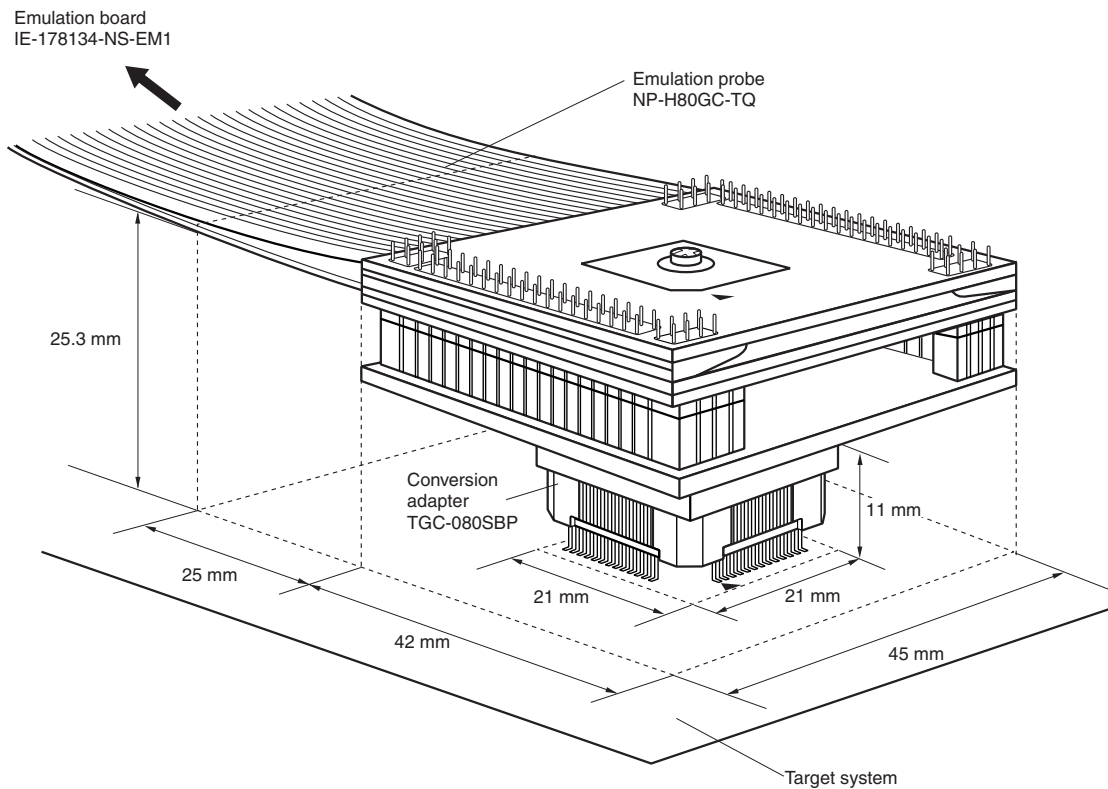 Emulation board
IE-178134-NS-EM1
Emulation probe
NP-H80GC-TQ
25.3 mm
Conversion
adapter
TGC-080SBP
11 mm
25 mm
21 mm
21 mm
42 mm
45 mm
Target system